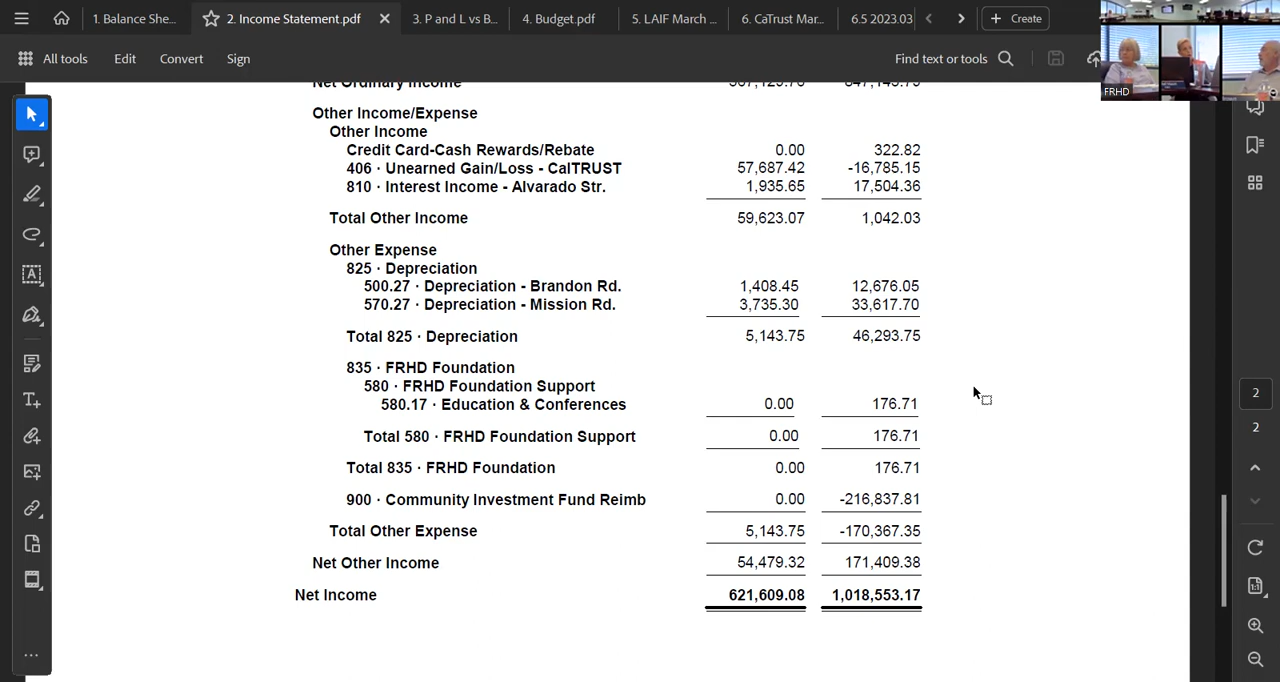 1. Balance She...
2. Income Statement.pdf
3. P and L vs B...
4. Budget.pdf
5. LAIF March ...
6. CaTrust Mar...
6.5 2023.03
Create
All tools
Edit
Convert
Sign
Find text or tools
FRHD
Net Ordinary Income
Other Income/Expense
Other Income
Credit Card-Cash Rewards/Rebate 0.00 322.82
406 · Unearned Gain/Loss - CalTRUST 57,687.42 -16,785.15
810 · Interest Income - Alvarado Str. 1,935.65 17,504.36
Total Other Income 59,623.07 1,042.03
Other Expense
825 · Depreciation
500.27 · Depreciation - Brandon Rd. 1,408.45 12,676.05
570.27 · Depreciation - Mission Rd. 3,735.30 33,617.70
Total 825 · Depreciation 5,143.75 46,293.75
835 · FRHD Foundation
580 · FRHD Foundation Support
580.17 · Education & Conferences 0.00 176.71
Total 580 · FRHD Foundation Support 0.00 176.71
Total 835 · FRHD Foundation 0.00 176.71
900 · Community Investment Fund Reimb 0.00 -216,837.81
Total Other Expense 5,143.75 -170,367.35
Net Other Income 54,479.32 171,409.38
Net Income 621,609.08 1,018,553.17
2
2